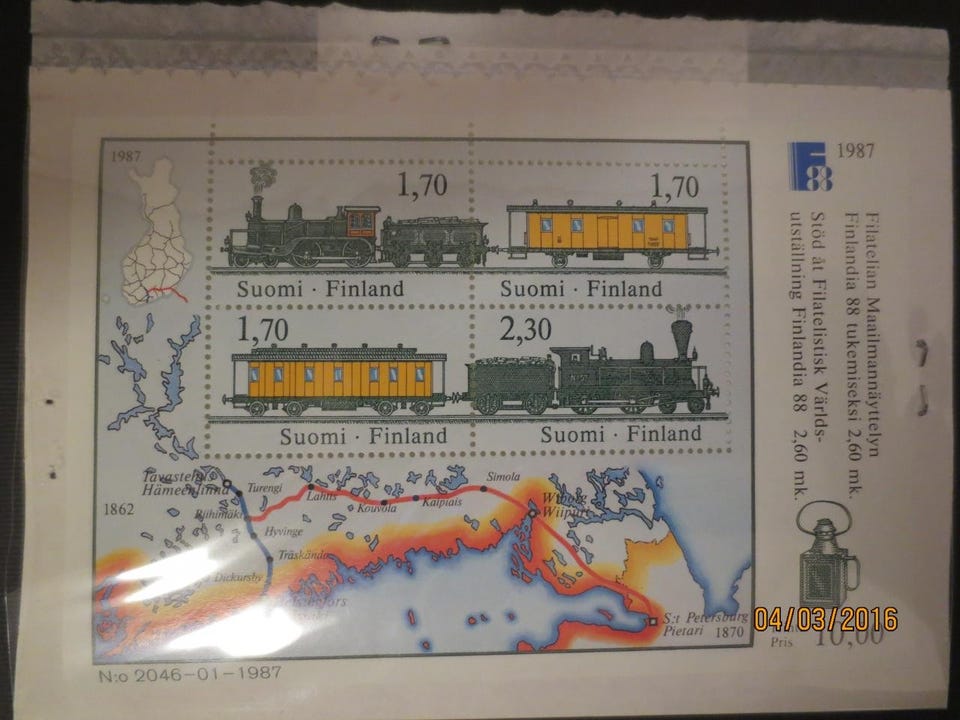 1987
1,70
1,70
Suomi · Finland
Suomi · Finland
1,70
2,30
Suomi · Finland
Suomi · Finland
1862
Tavastehus
Hämeenlinna
Turengi
Riihimäki
Hyvinge
Träskända
Dickursby
Helsingfors
Lahtis
Kouvola
Kaipiais
Simola
Wiborg
Wiipuri
S:t Petersburg
Pietari 1870
N:o 2046-01-1987
88
1987
Filatelian Maailmannäyttelyn
Finlandia 88 tukemiseksi 2,60 mk.
Stöd åt Filatelistisk Världs-
utställning Finlandia 88 2,60 mk.
Pris 10,00
04/03/2016